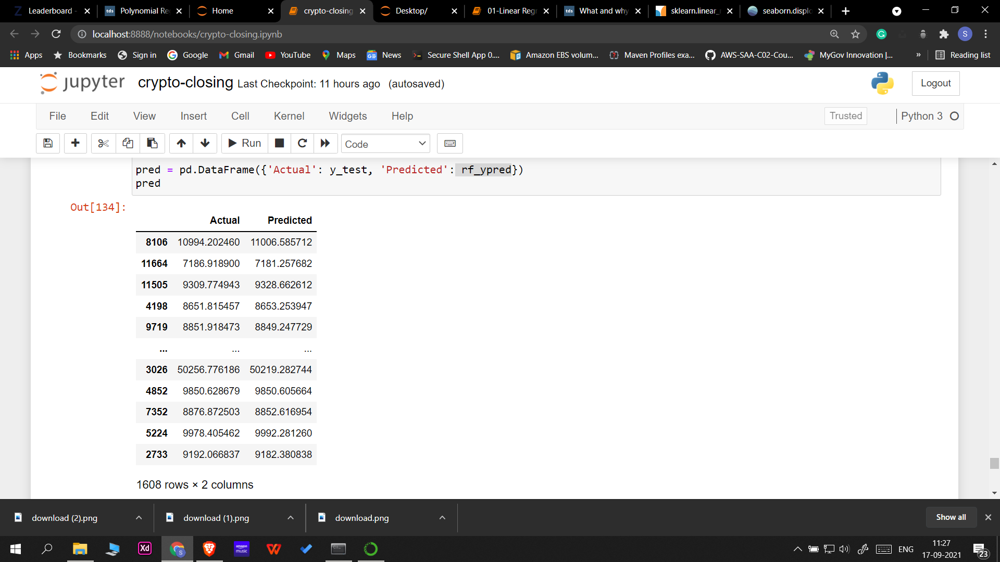 Leaderboard - Polynomial Re Home crypto-closing Desktop/ 01-Linear Regr What and why sklearn.linear_ seaborn.displo
localhost:8888/notebooks/crypto-closing.ipynb S
Apps Bookmarks Sign in Google Gmail YouTube Maps News Secure Shell App 0.... Amazon EBS volum... Maven Profiles exa... AWS-SAA-C02-Cou... MyGov Innovation |... » Reading list
jupyter crypto-closing Last Checkpoint: 11 hours ago (autosaved) Logout
File Edit View Insert Cell Kernel Widgets Help Trusted Python 3
Run Code
pred = pd.DataFrame({'Actual': y_test, 'Predicted': rf_ypred})
pred
Out[134]:
Actual Predicted
8106 10994.202460 11006.585712
11664 7186.918900 7181.257682
11505 9309.774943 9328.662612
4198 8651.815457 8653.253947
9719 8851.918473 8849.247729
... ... ...
3026 50256.776186 50219.282744
4852 9850.628679 9850.605664
7352 8876.872503 8852.616954
5224 9978.405462 9992.281260
2733 9192.066837 9182.380838
1608 rows × 2 columns
download (2).png download (1).png download.png Show all
Xd S amazon music ENG 11:27
17-09-2021 23